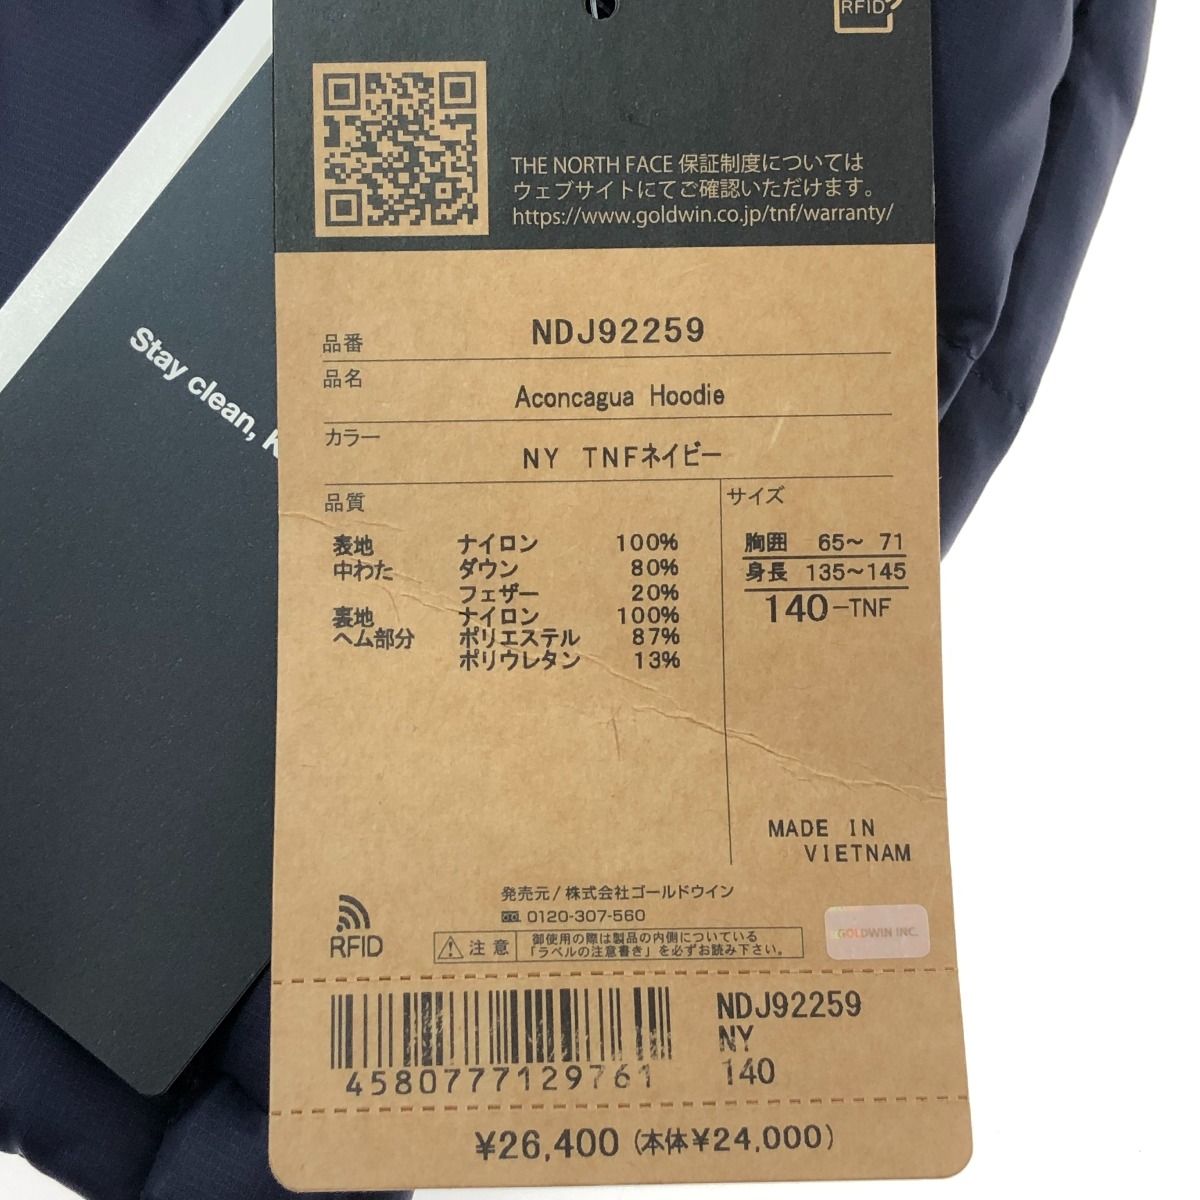 RFID
THE NORTH FACE 保証制度については
ウェブサイトにてご確認いただけます。
https://www.goldwin.co.jp/tnf/warranty/
Stay clean,
品番 NDJ92259
品名 Aconcagua Hoodie
カラー NY TNFネイビー
品質
表地 ナイロン 100%
中わた ダウン 80%
フェザー 20%
裏地 ナイロン 100%
ヘム部分 ポリエステル 87%
ポリウレタン 13%
サイズ
胸囲 65〜 71
身長 135〜145
140-TNF
MADE IN
VIETNAM
発売元/株式会社ゴールドウイン
0120-307-560
RFID
注意 御使用の際は製品の内側についている
「ラベルの注意書き」を必ずお読み下さい。
GOLDWIN INC.
4580777129761
NDJ92259
NY
140
¥26,400 (本体¥24,000)